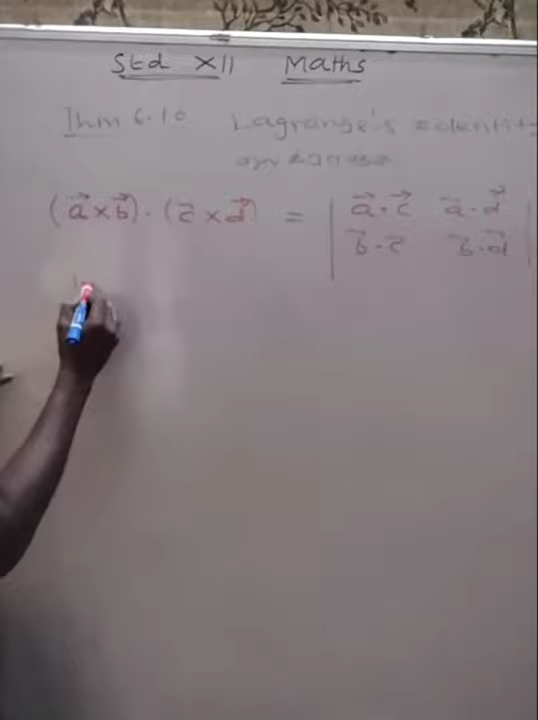 Std XII Maths
Thm 6.10 Lagrange's identity
(a⃗ × b⃗) · (c⃗ × d⃗) = | a⃗ · c⃗ a⃗ · d⃗ |
b⃗ · c⃗ b⃗ · d⃗